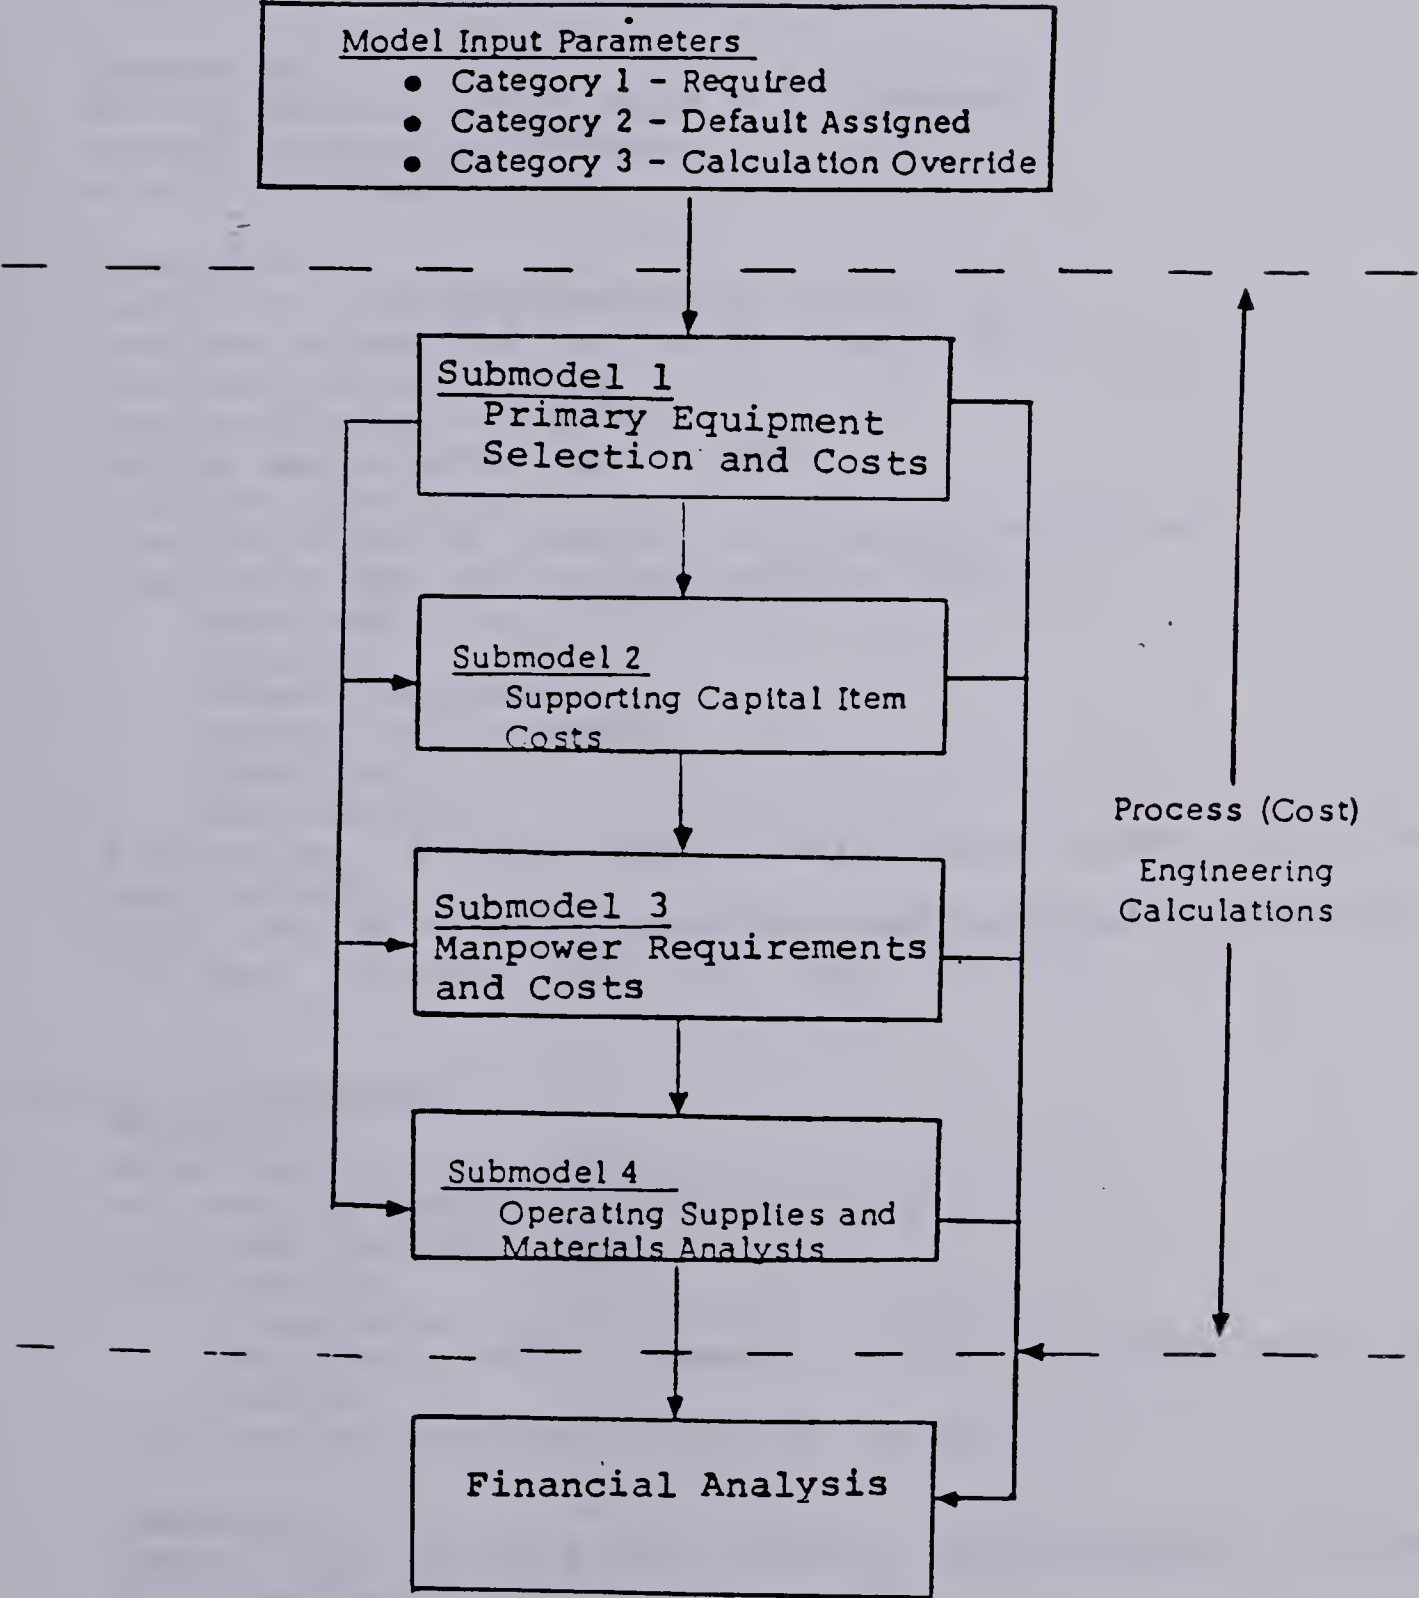 Model Input Parameters
● Category 1 - Required
● Category 2 - Default Assigned
● Category 3 - Calculation Override
Submodel 1
Primary Equipment
Selection and Costs
Submodel 2
Supporting Capital Item
Costs
Submodel 3
Manpower Requirements
and Costs
Submodel 4
Operating Supplies and
Materials Analysis
Process (Cost)
Engineering
Calculations
Financial Analysis